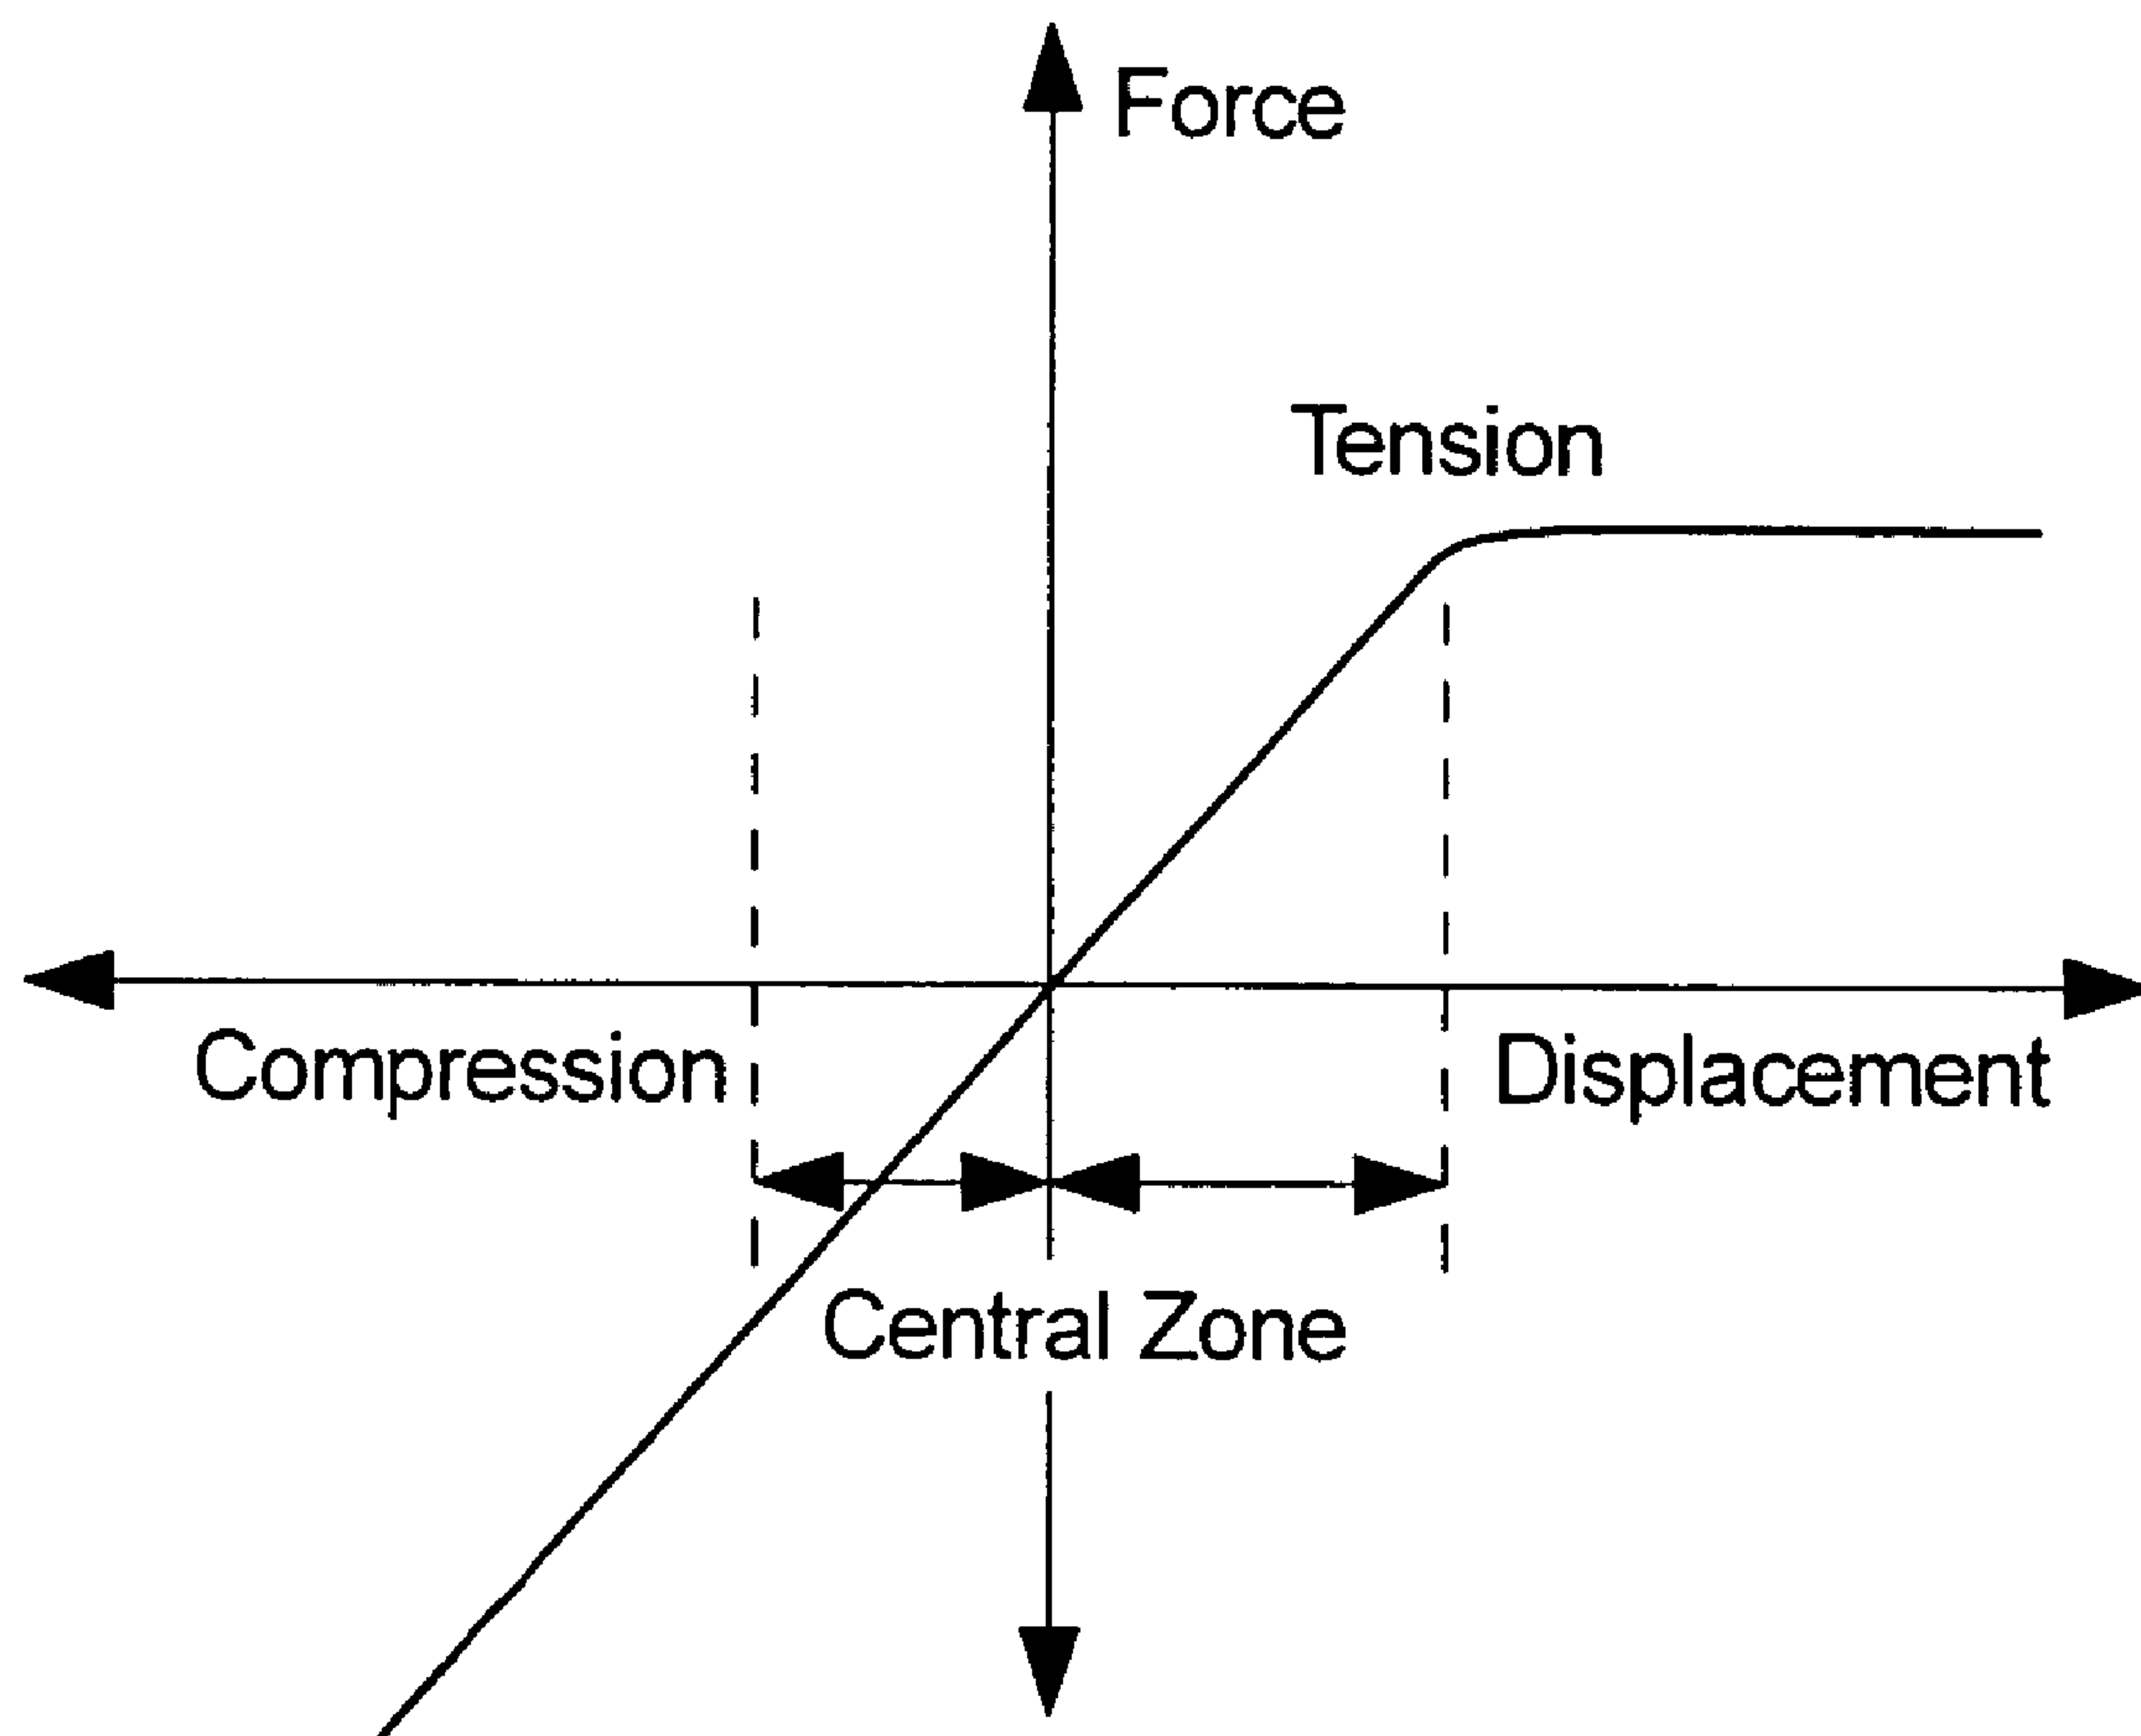 Force
Tension
Compression
Displacement
Central Zone